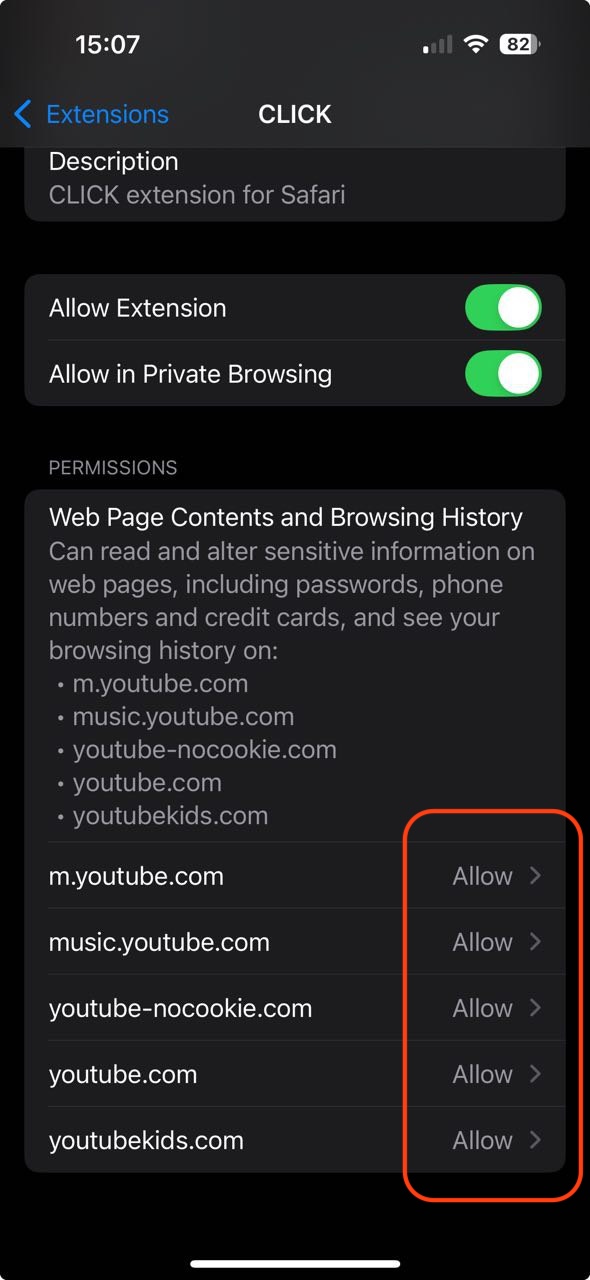 15:07
82
Extensions
CLICK
Description
CLICK extension for Safari
Allow Extension
Allow in Private Browsing
PERMISSIONS
Web Page Contents and Browsing History
Can read and alter sensitive information on
web pages, including passwords, phone
numbers and credit cards, and see your
browsing history on:
• m.youtube.com
• music.youtube.com
• youtube-nocookie.com
• youtube.com
• youtubekids.com
m.youtube.com Allow
music.youtube.com Allow
youtube-nocookie.com Allow
youtube.com Allow
youtubekids.com Allow